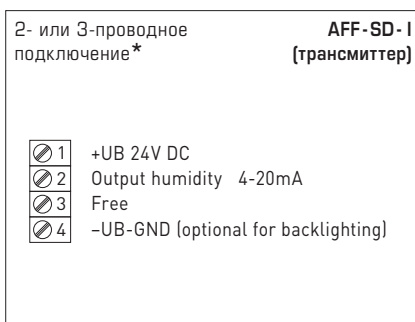 2- или 3-проводное AFF-SD-I
подключение* (трансмиттер)
1 +UB 24V DC
2 Output humidity 4-20mA
3 Free
4 –UB-GND (optional for backlighting)